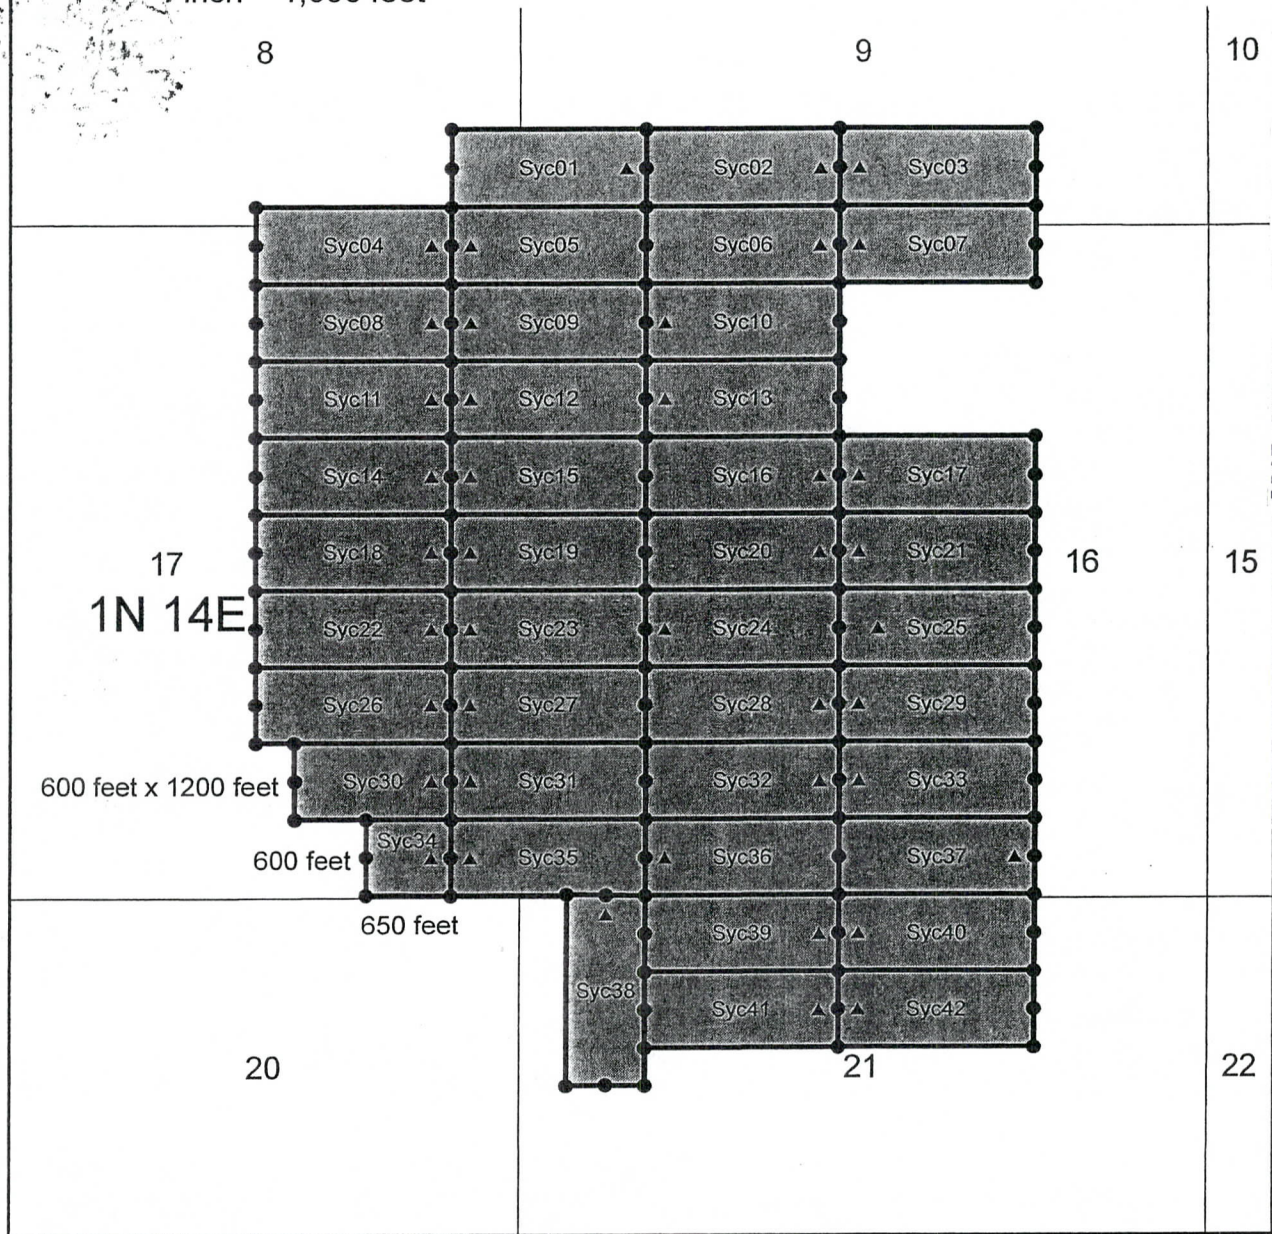 8 9 10
Syc01 Syc02 Syc03
Syc04 Syc05 Syc06 Syc07
Syc08 Syc09 Syc10
Syc11 Syc12 Syc13
Syc14 Syc15 Syc16 Syc17
17 Syc18 Syc19 Syc20 Syc21 16 15
1N 14E Syc22 Syc23 Syc24 Syc25
Syc26 Syc27 Syc28 Syc29
600 feet x 1200 feet Syc30 Syc31 Syc32 Syc33
Syc34
600 feet Syc35 Syc36 Syc37
650 feet Syc39 Syc40
Syc38
Syc41 Syc42
20 21 22